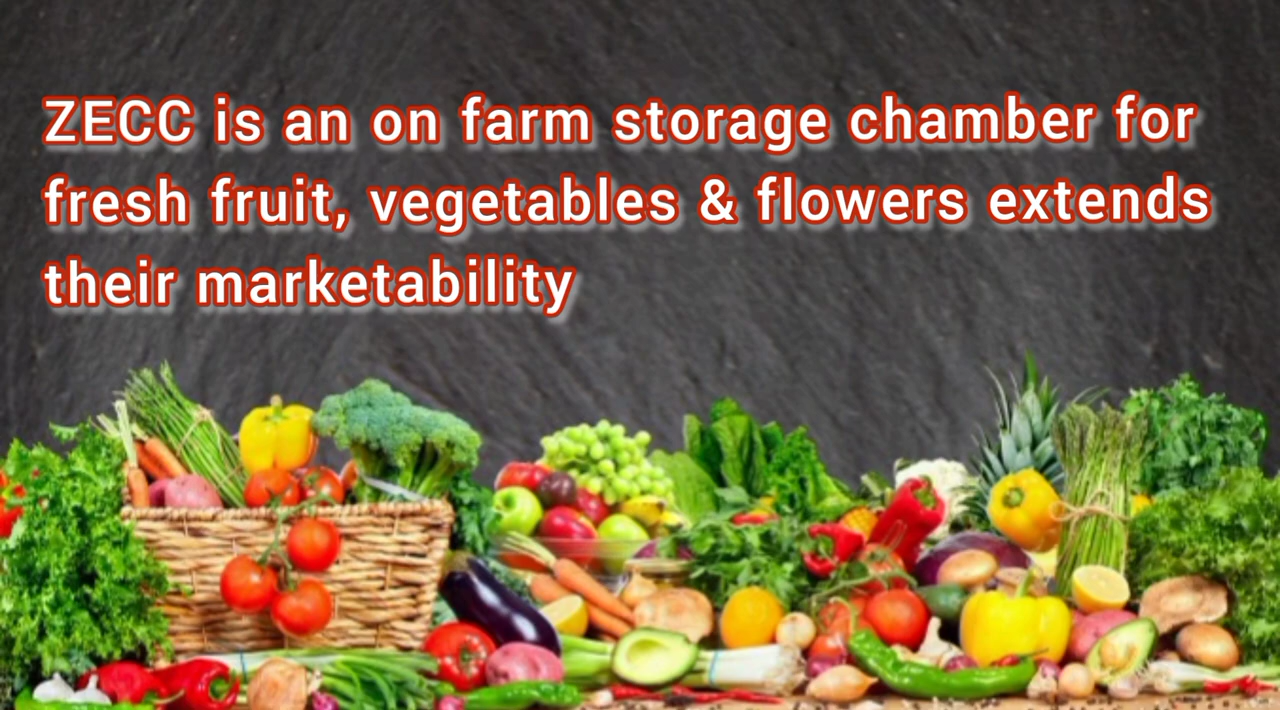 ZECC is an on farm storage chamber for
fresh fruit, vegetables & flowers extends
their marketability